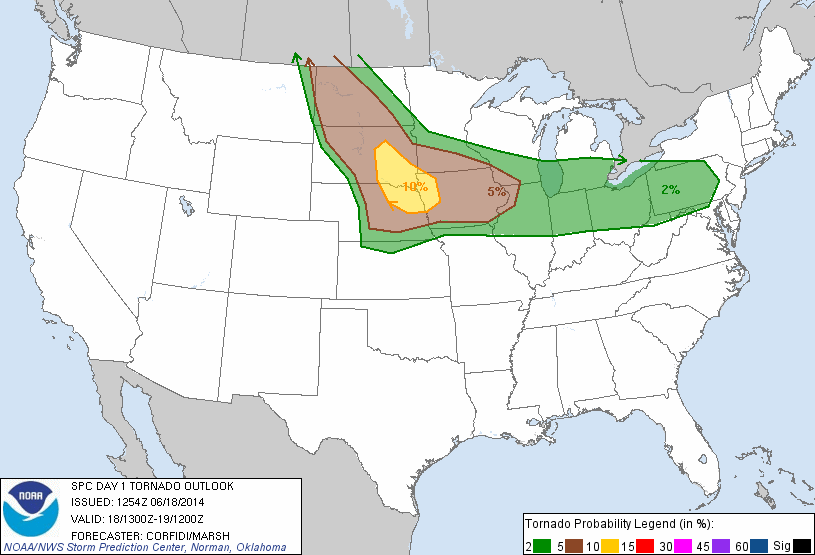 10%
5%
2%
NOAA
SPC DAY 1 TORNADO OUTLOOK
ISSUED: 1254Z 06/18/2014
VALID: 18/1300Z-19/1200Z
FORECASTER: CORFIDI/MARSH
NOAA/NWS Storm Prediction Center, Norman, Oklahoma
Tornado Probability Legend (in %):
2 5 10 15 30 45 60 Sig